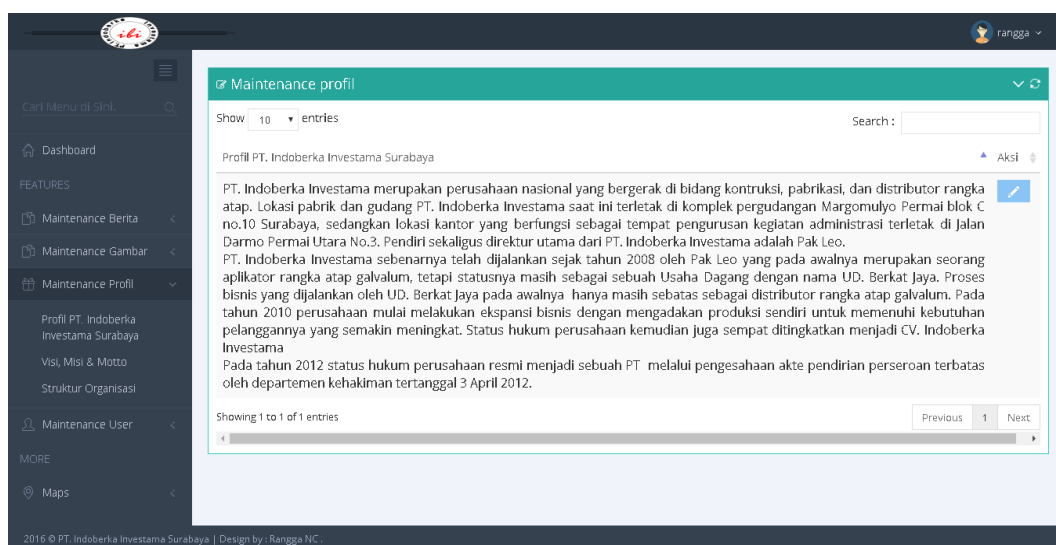 ibi
rangga
Maintenance profil
Cari Menu di Sini..
Show 10 entries
Search :
Dashboard
Profil PT. Indoberka Investama Surabaya
Aksi
FEATURES
Maintenance Berita
Maintenance Gambar
Maintenance Profil
Profil PT. Indoberka
Investama Surabaya
Visi, Misi & Motto
Struktur Organisasi
Maintenance User
MORE
Maps
PT. Indoberka Investama merupakan perusahaan nasional yang bergerak di bidang kontruksi, pabrikasi, dan distributor rangka
atap. Lokasi pabrik dan gudang PT. Indoberka Investama saat ini terletak di komplek pergudangan Margomulyo Permai blok C
no.10 Surabaya, sedangkan lokasi kantor yang berfungsi sebagai tempat pengurusan kegiatan administrasi terletak di Jalan
Darmo Permai Utara No.3. Pendiri sekaligus direktur utama dari PT. Indoberka Investama adalah Pak Leo.
PT. Indoberka Investama sebenarnya telah dijalankan sejak tahun 2008 oleh Pak Leo yang pada awalnya merupakan seorang
aplikator rangka atap galvalum, tetapi statusnya masih sebagai sebuah Usaha Dagang dengan nama UD. Berkat Jaya. Proses
bisnis yang dijalankan oleh UD. Berkat Jaya pada awalnya hanya masih sebatas sebagai distributor rangka atap galvalum. Pada
tahun 2010 perusahaan mulai melakukan ekspansi bisnis dengan mengadakan produksi sendiri untuk memenuhi kebutuhan
pelanggannya yang semakin meningkat. Status hukum perusahaan kemudian juga sempat ditingkatkan menjadi CV. Indoberka
Investama
Pada tahun 2012 status hukum perusahaan resmi menjadi sebuah PT melalui pengesahaan akte pendirian perseroan terbatas
oleh departemen kehakiman tertanggal 3 April 2012.
Showing 1 to 1 of 1 entries
Previous 1 Next
2016 © PT. Indoberka Investama Surabaya | Design by : Rangga NC .